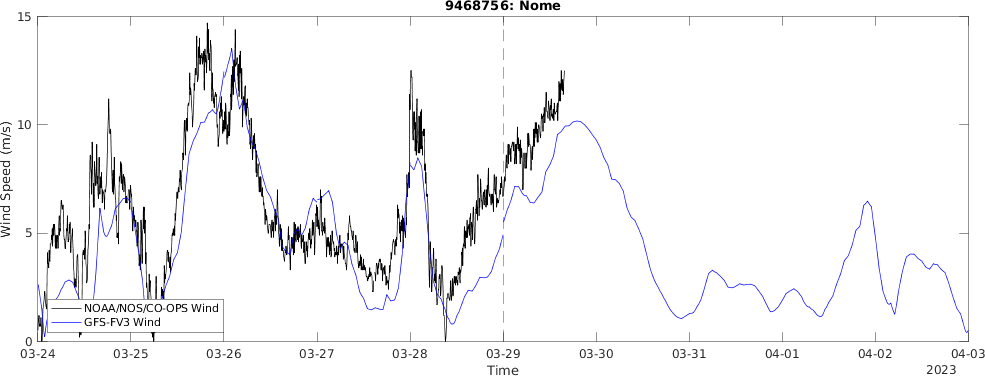 9468756: Nome
15
10
5
0
Wind Speed (m/s)
NOAA/NOS/CO-OPS Wind
GFS-FV3 Wind
03-24 03-25 03-26 03-27 03-28 03-29 03-30 03-31 04-01 04-02 04-03
Time
2023